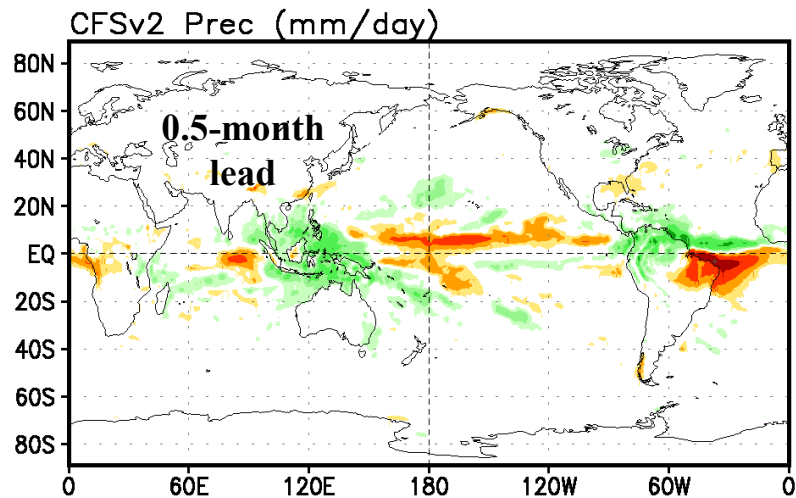 CFSv2 Prec (mm/day)
80N
60N
0.5-month
lead
40N
20N
EQ
20S
40S
60S
80S
0 60E 120E 180 120W 60W 0